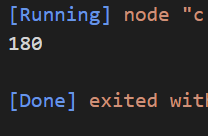 [Running] node "c
180
[Done] exited with